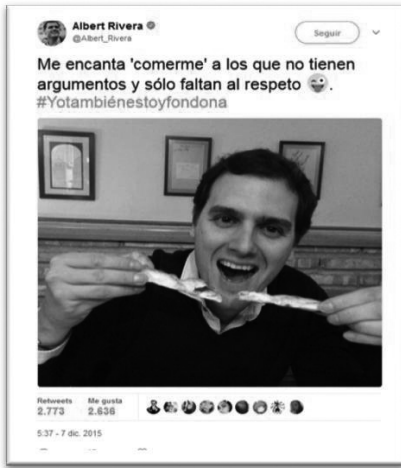 Albert Rivera
@Albert_Rivera
Seguir
Me encanta 'comerme' a los que no tienen
argumentos y sólo faltan al respeto 😜.
#Yotambiénestoyfondona
Retweets Me gusta
2.773 2.636
5:37 - 7 dic. 2015